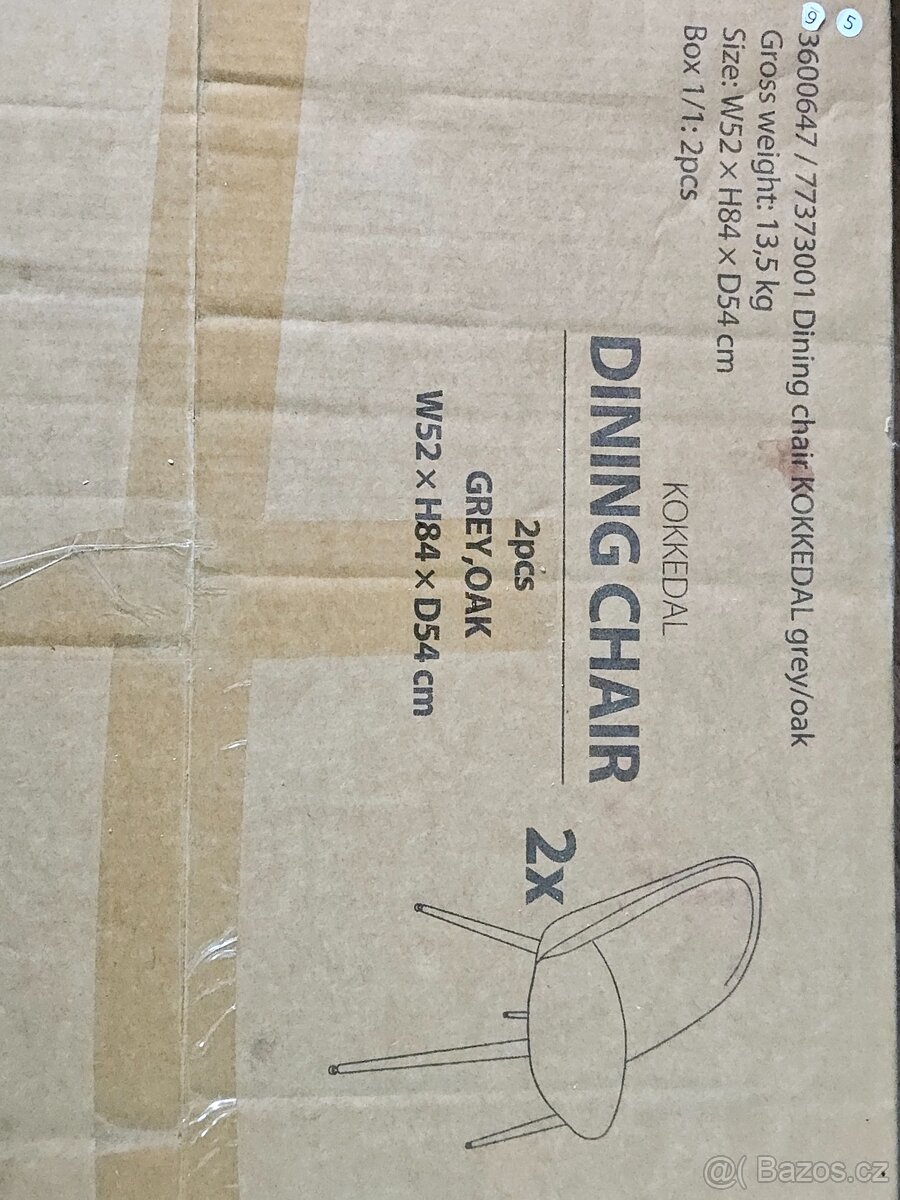 5
9
3600647 / 77373001 Dining chair KOKKEDAL grey/oak
Gross weight: 13,5 kg
Size: W52 x H84 x D54 cm
Box 1/1: 2pcs
KOKKEDAL
DINING CHAIR
2pcs
GREY,OAK
W52 x H84 x D54 cm
2x
@( Bazos.cz